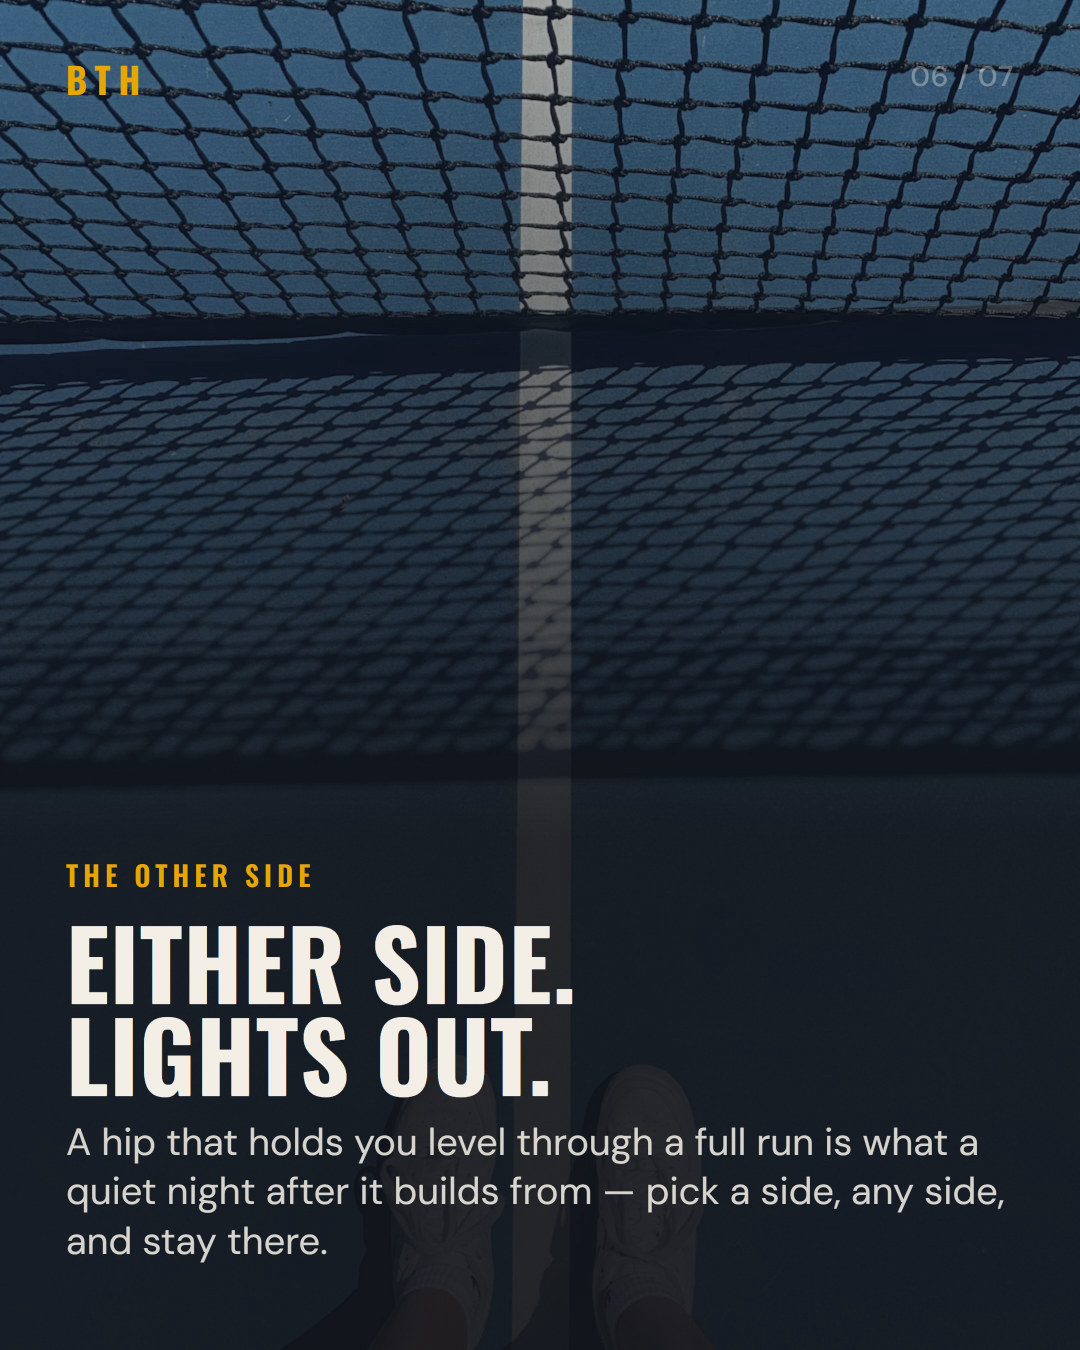 BTH
06 / 07
THE OTHER SIDE
EITHER SIDE.
LIGHTS OUT.
A hip that holds you level through a full run is what a
quiet night after it builds from — pick a side, any side,
and stay there.